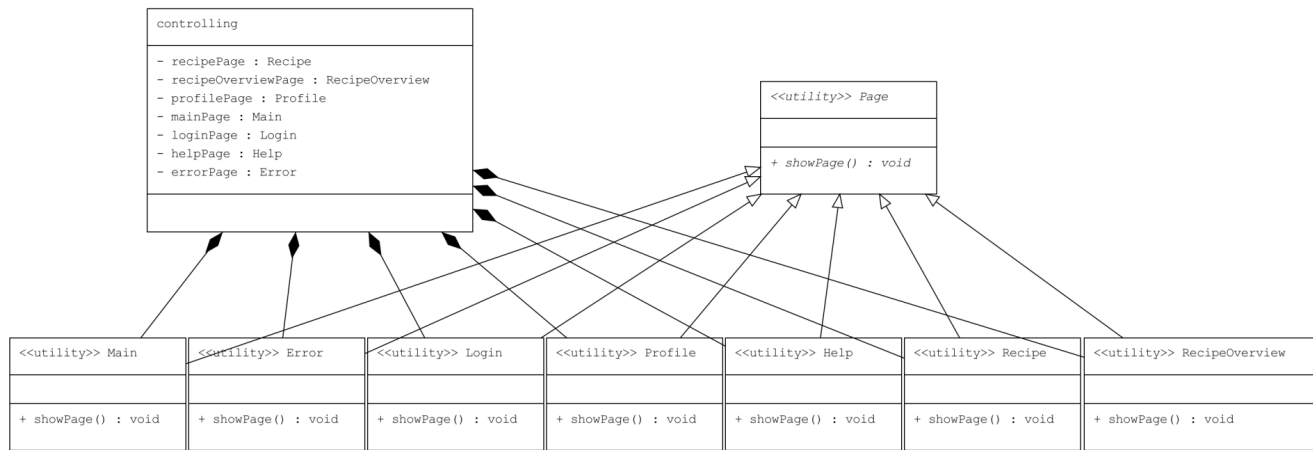 controlling
- recipePage : Recipe
- recipeOverviewPage : RecipeOverview
- profilePage : Profile
- mainPage : Main
- loginPage : Login
- helpPage : Help
- errorPage : Error
<<utility>> Page
+ showPage() : void
<<utility>> Main
+ showPage() : void
<<utility>> Error
+ showPage() : void
<<utility>> Login
+ showPage() : void
<<utility>> Profile
+ showPage() : void
<<utility>> Help
+ showPage() : void
<<utility>> Recipe
+ showPage() : void
<<utility>> RecipeOverview
+ showPage() : void